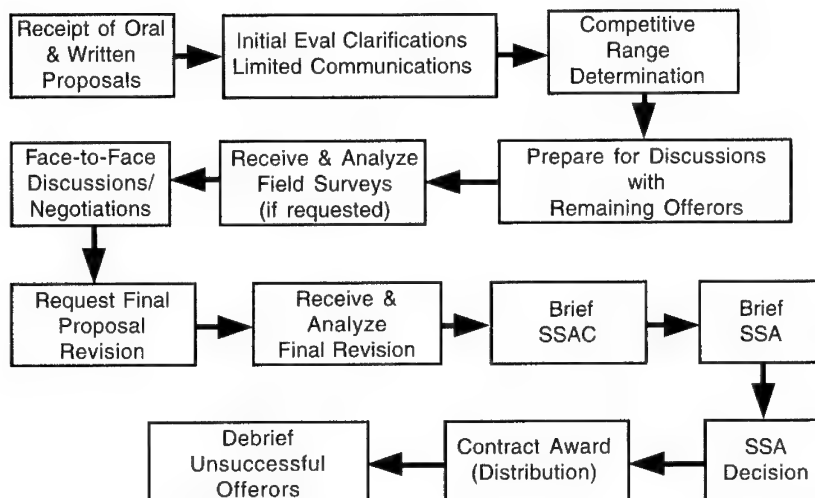 Receipt of Oral
& Written
Proposals
Initial Eval Clarifications
Limited Communications
Competitive
Range
Determination
Prepare for Discussions
with
Remaining Offerors
Receive & Analyze
Field Surveys
(if requested)
Face-to-Face
Discussions/
Negotiations
Request Final
Proposal
Revision
Receive &
Analyze
Final Revision
Brief
SSAC
Brief
SSA
SSA
Decision
Contract Award
(Distribution)
Debrief
Unsuccessful
Offerors